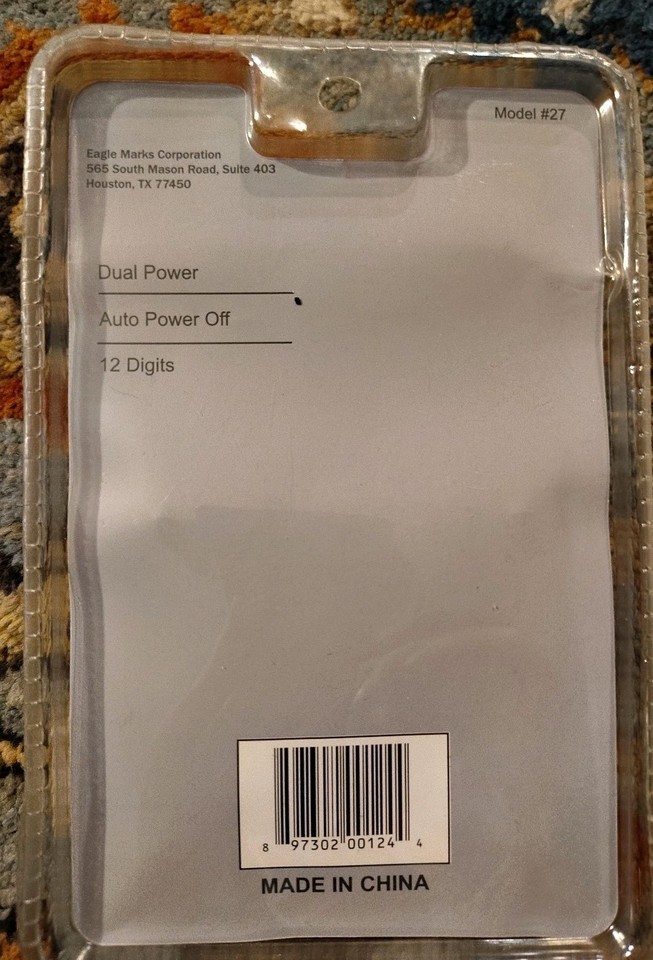 Model #27
Eagle Marks Corporation
565 South Mason Road, Suite 403
Houston, TX 77450
Dual Power
Auto Power Off
12 Digits
8 97302 00124 4
MADE IN CHINA